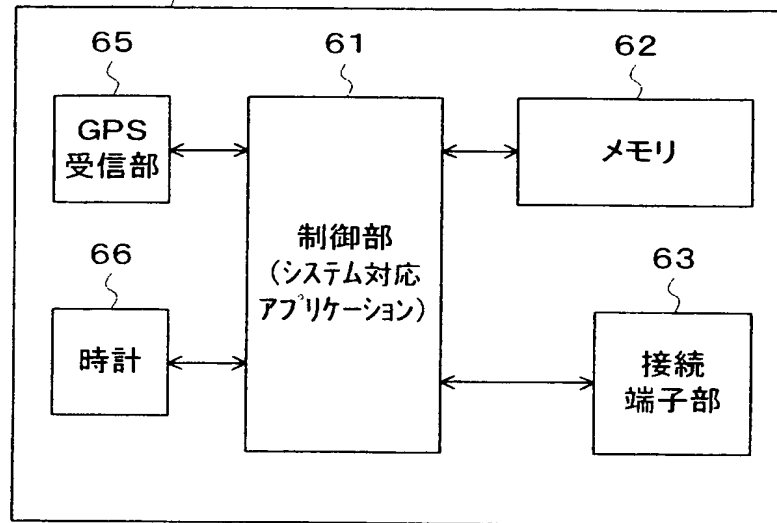 65
GPS
受信部
61
制御部
(システム対応
アプリケーション)
62
メモリ
66
時計
63
接続
端子部